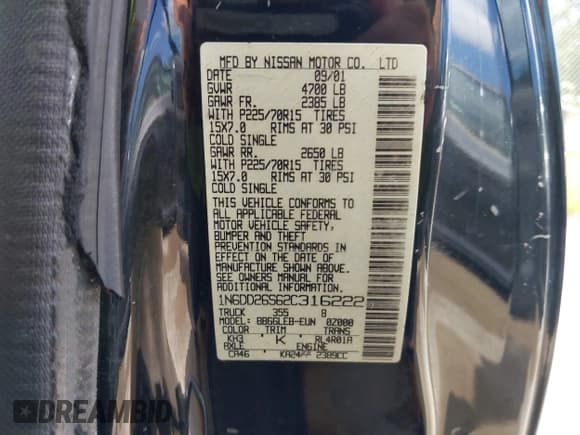 MFD BY NISSAN MOTOR CO. LTD
DATE 09/01
GVWR 4700 LB
GAWR FR. 2385 LB
WITH P225/70R15 TIRES
15X7.0 RIMS AT 30 PSI
COLD SINGLE
GAWR RR. 2650 LB
WITH P225/70R15 TIRES
15X7.0 RIMS AT 30 PSI
COLD SINGLE
THIS VEHICLE CONFORMS TO
ALL APPLICABLE FEDERAL
MOTOR VEHICLE SAFETY,
BUMPER AND THEFT
PREVENTION STANDARDS IN
EFFECT ON THE DATE OF
MANUFACTURE SHOWN ABOVE.
SEE OWNERS MANUAL FOR
ADDITIONAL INFORMATION
1N6DD26S62C316222
TRUCK 355 8
MODEL: BBGGLEB-EUN 0Z000
COLOR TRIM TRANS
KH3 K RL4R01A
AXLE ENGINE
CA46 KA24** 2389CC
DREAMBID